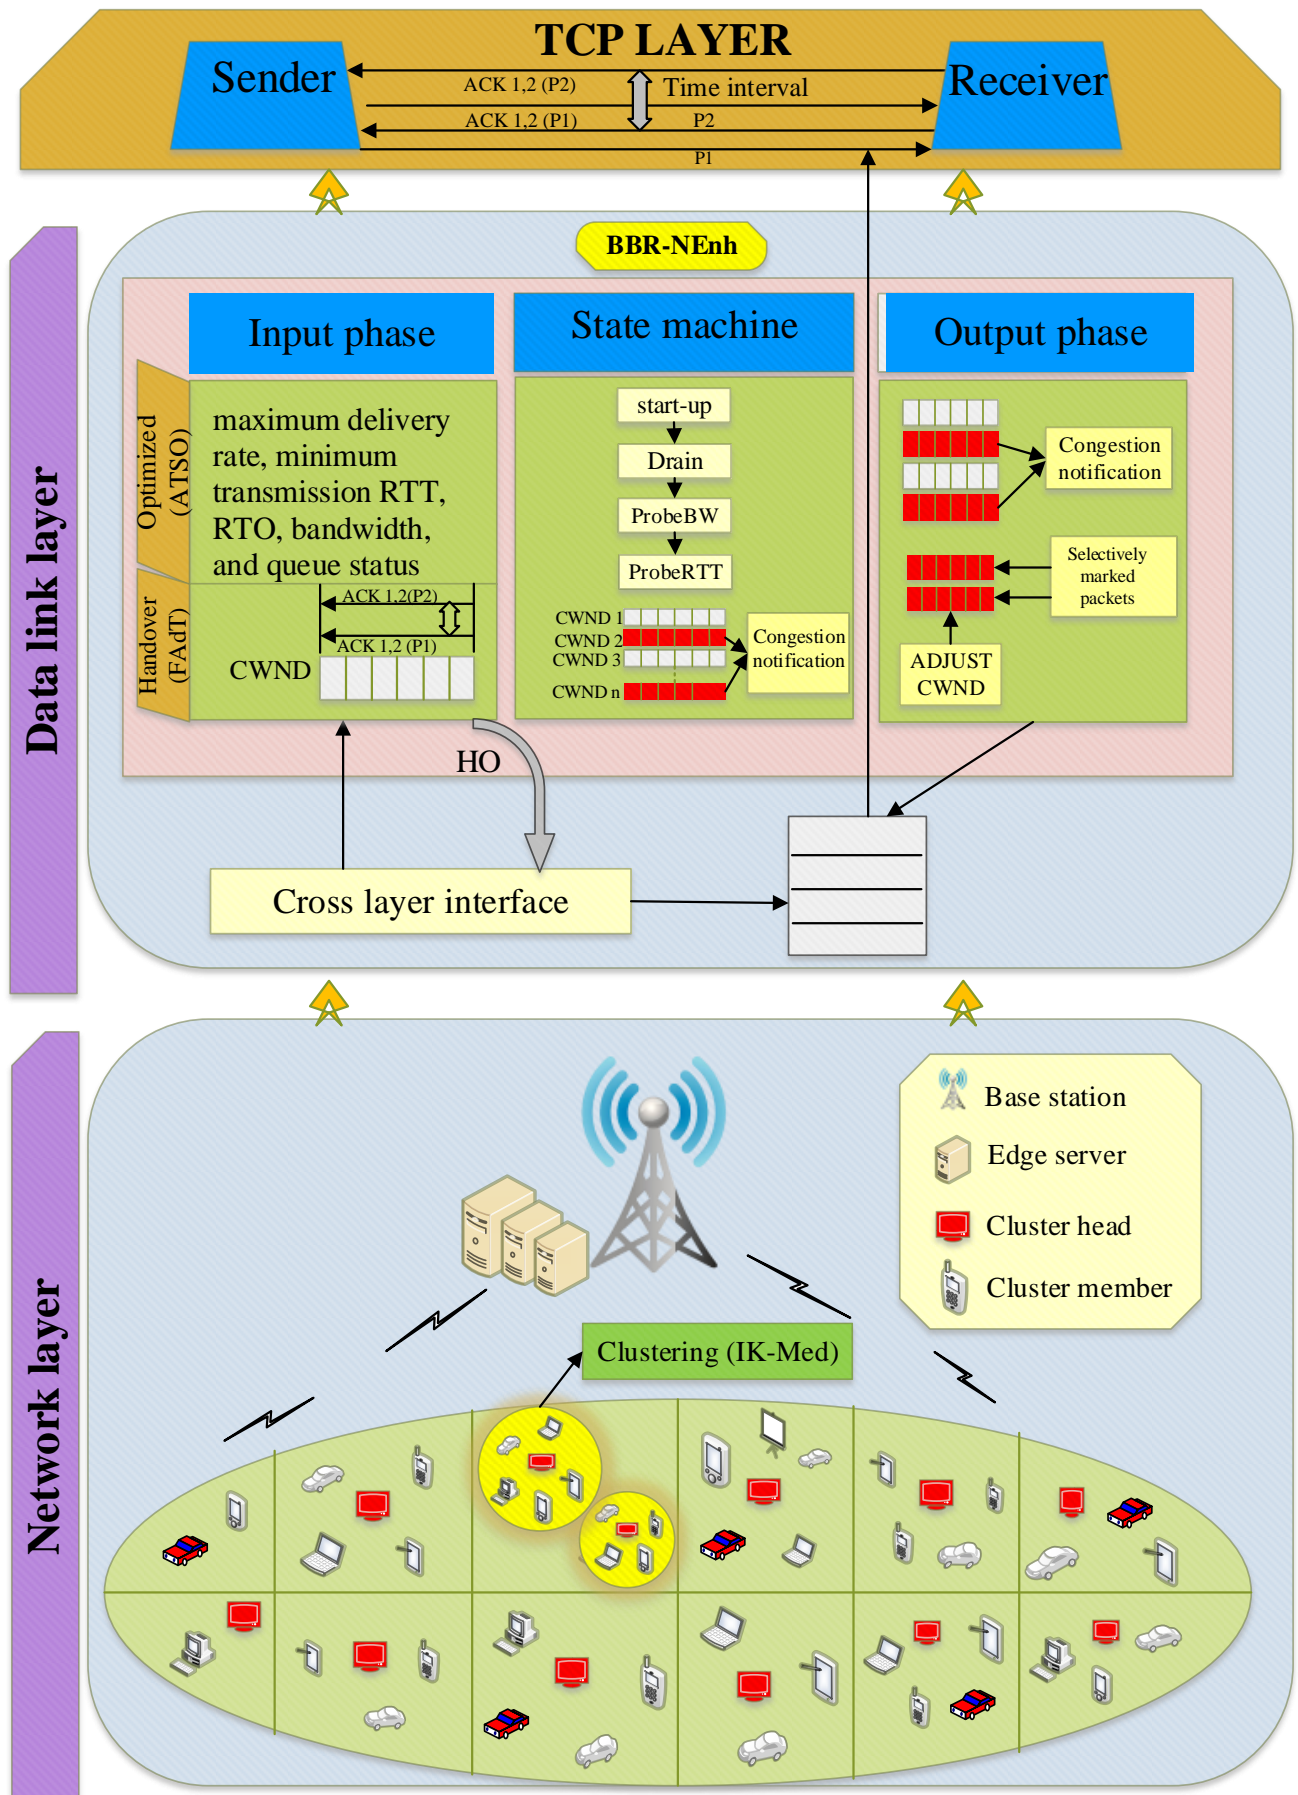 TCP LAYER
Sender
Receiver
ACK 1,2 (P2)
Time interval
ACK 1,2 (P1)
P2
P1
Data link layer
BBR-NEnh
Input phase
State machine
Output phase
Optimized
(ATSO)
Handover
(FAdT)
maximum delivery
rate, minimum
transmission RTT,
RTO, bandwidth,
and queue status
ACK 1,2(P2)
ACK 1,2 (P1)
CWND
start-up
Drain
ProbeBW
ProbeRTT
CWND 1
CWND 2
CWND 3
CWND n
Congestion
notification
Congestion
notification
Selectively
marked
packets
ADJUST
CWND
HO
Cross layer interface
Network layer
Base station
Edge server
Cluster head
Cluster member
Clustering (IK-Med)